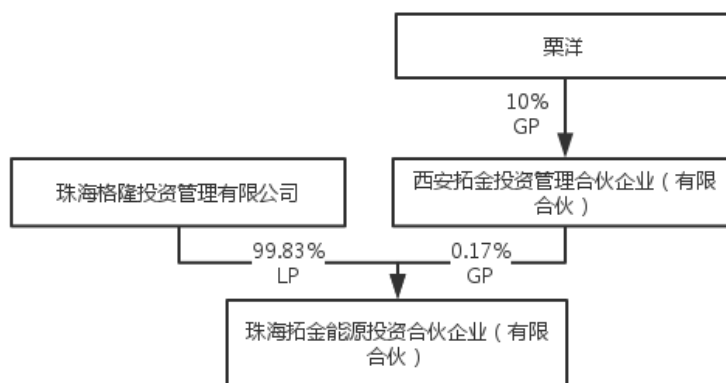 栗洋
10%
GP
珠海格隆投资管理有限公司
西安拓金投资管理合伙企业（有限
合伙）
99.83%
LP
0.17%
GP
珠海拓金能源投资合伙企业（有限
合伙）